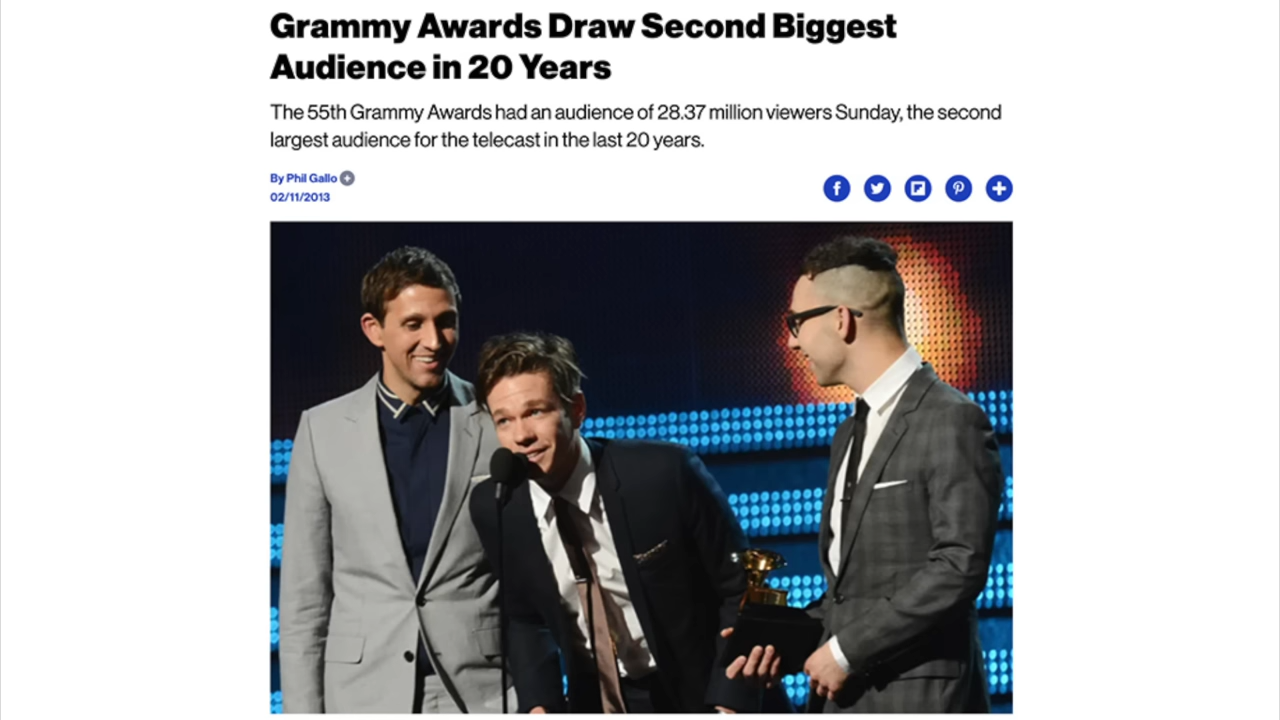 Grammy Awards Draw Second Biggest
Audience in 20 Years
The 55th Grammy Awards had an audience of 28.37 million viewers Sunday, the second
largest audience for the telecast in the last 20 years.
By Phil Gallo
02/11/2013